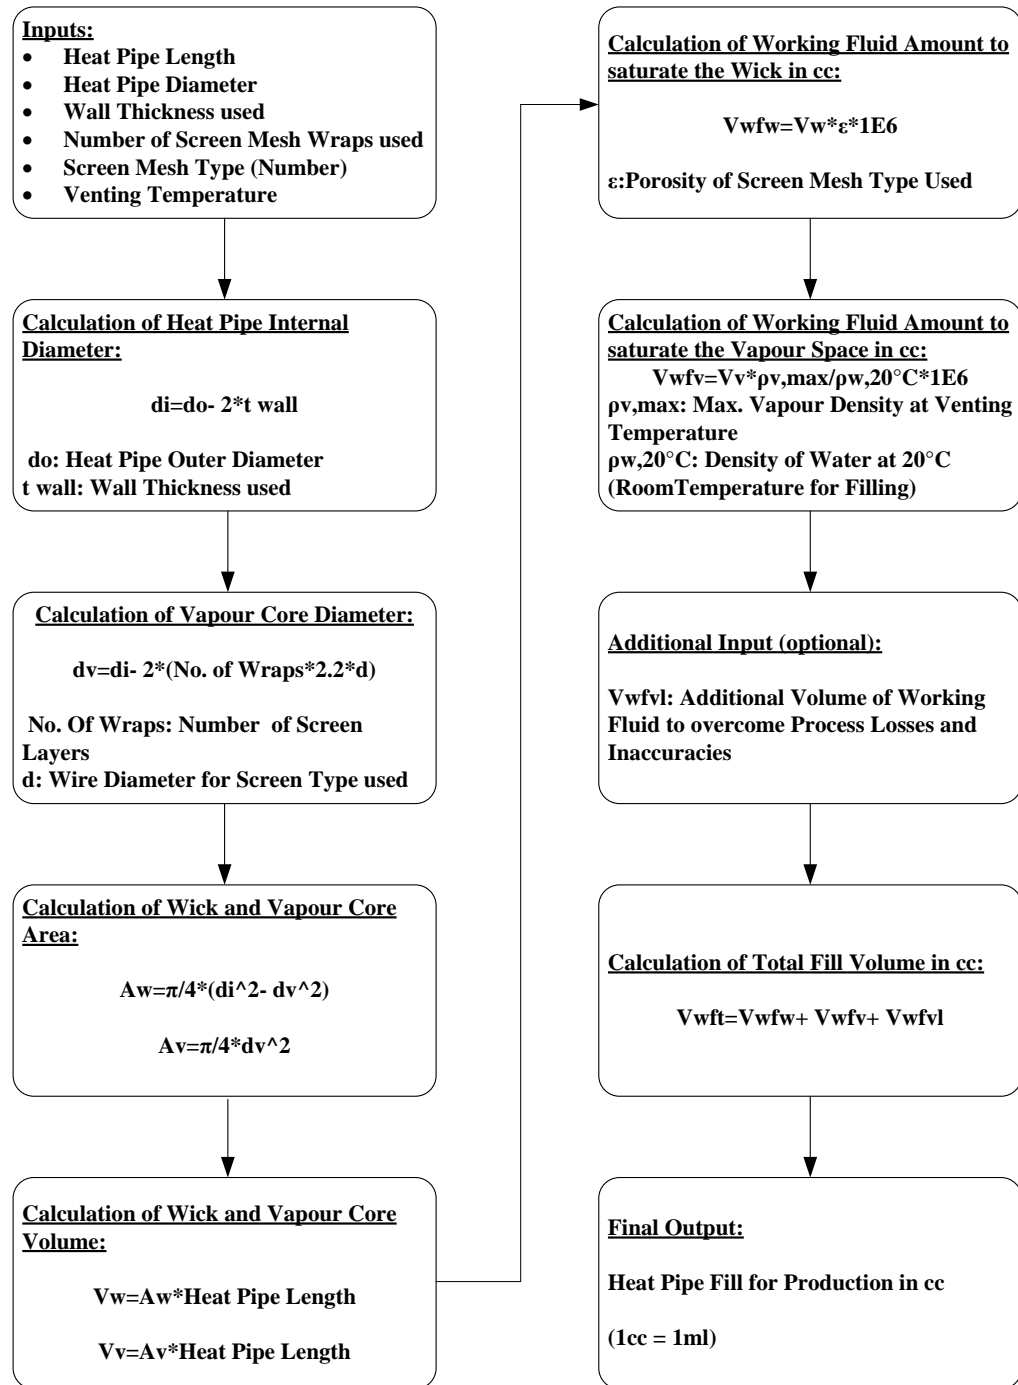 Inputs:
• Heat Pipe Length
• Heat Pipe Diameter
• Wall Thickness used
• Number of Screen Mesh Wraps used
• Screen Mesh Type (Number)
• Venting Temperature
Calculation of Heat Pipe Internal
Diameter:
di=do- 2*t wall
do: Heat Pipe Outer Diameter
t wall: Wall Thickness used
Calculation of Vapour Core Diameter:
dv=di- 2*(No. of Wraps*2.2*d)
No. Of Wraps: Number of Screen
Layers
d: Wire Diameter for Screen Type used
Calculation of Wick and Vapour Core
Area:
Aw=π/4*(di^2- dv^2)
Av=π/4*dv^2
Calculation of Wick and Vapour Core
Volume:
Vw=Aw*Heat Pipe Length
Vv=Av*Heat Pipe Length
Calculation of Working Fluid Amount to
saturate the Wick in cc:
Vwfw=Vw*ε*1E6
ε:Porosity of Screen Mesh Type Used
Calculation of Working Fluid Amount to
saturate the Vapour Space in cc:
Vwfv=Vv*ρv,max/ρw,20°C*1E6
ρv,max: Max. Vapour Density at Venting
Temperature
ρw,20°C: Density of Water at 20°C
(RoomTemperature for Filling)
Additional Input (optional):
Vwfvl: Additional Volume of Working
Fluid to overcome Process Losses and
Inaccuracies
Calculation of Total Fill Volume in cc:
Vwft=Vwfw+ Vwfv+ Vwfvl
Final Output:
Heat Pipe Fill for Production in cc
(1cc = 1ml)